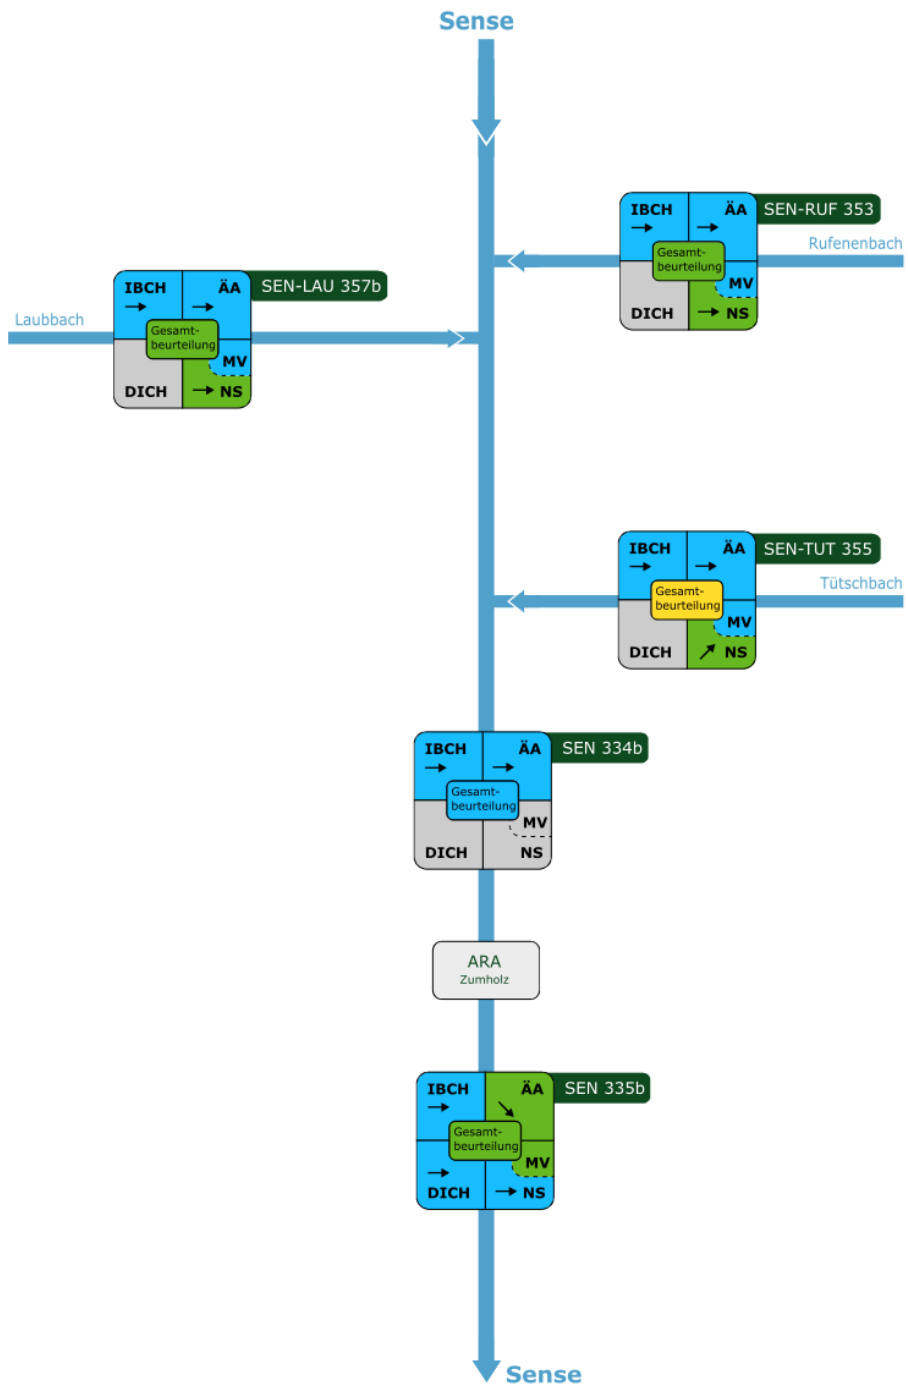 Sense
IBCH
ÄA
SEN-RUF 353
Gesamt-
beurteilung
Rufenenbach
MV
DICH
NS
IBCH
ÄA
SEN-LAU 357b
Laubbach
Gesamt-
beurteilung
MV
DICH
NS
IBCH
ÄA
SEN-TUT 355
Gesamt-
beurteilung
Tütschbach
MV
DICH
NS
IBCH
ÄA
SEN 334b
Gesamt-
beurteilung
MV
DICH
NS
ARA
Zumholz
IBCH
ÄA
SEN 335b
Gesamt-
beurteilung
MV
DICH
NS
Sense